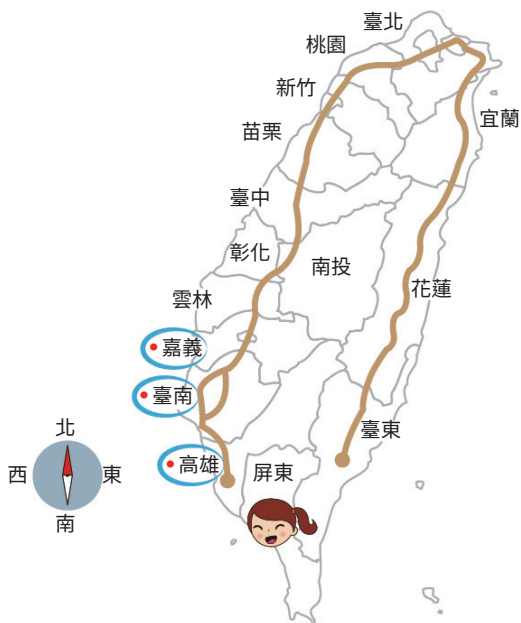 臺北
桃園
新竹
宜蘭
苗栗
臺中
彰化
南投
花蓮
雲林
嘉義
臺南
臺東
高雄
屏東
北
西
東
南